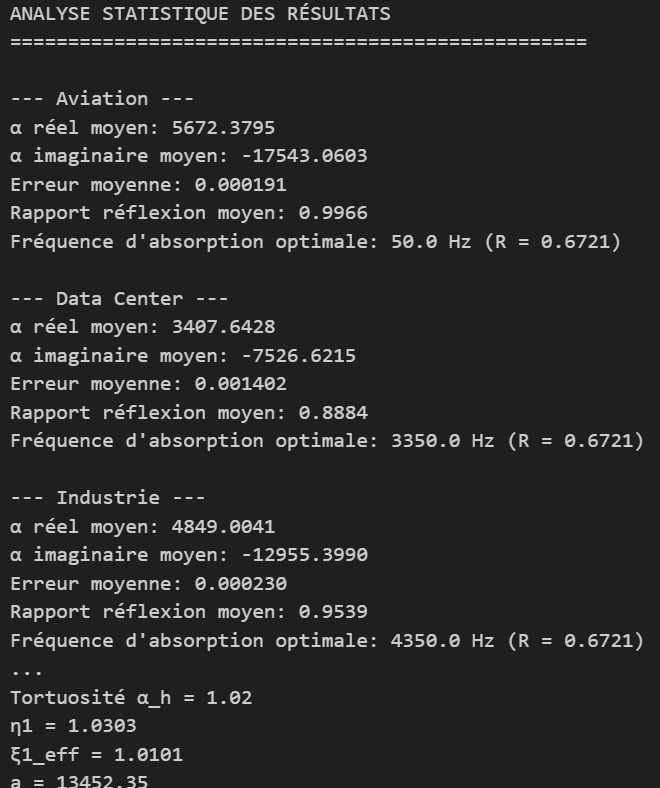 ANALYSE STATISTIQUE DES RÉSULTATS
==================================================
--- Aviation ---
α réel moyen: 5672.3795
α imaginaire moyen: -17543.0603
Erreur moyenne: 0.000191
Rapport réflexion moyen: 0.9966
Fréquence d'absorption optimale: 50.0 Hz (R = 0.6721)
--- Data Center ---
α réel moyen: 3407.6428
α imaginaire moyen: -7526.6215
Erreur moyenne: 0.001402
Rapport réflexion moyen: 0.8884
Fréquence d'absorption optimale: 3350.0 Hz (R = 0.6721)
--- Industrie ---
α réel moyen: 4849.0041
α imaginaire moyen: -12955.3990
Erreur moyenne: 0.000230
Rapport réflexion moyen: 0.9539
Fréquence d'absorption optimale: 4350.0 Hz (R = 0.6721)
...
Tortuosité α_h = 1.02
η1 = 1.0303
ξ1_eff = 1.0101
a = 13452.35